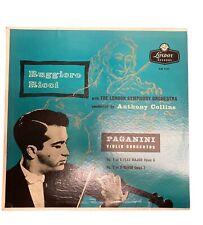 LONDON
Ruggiero
Ricci
with THE LONDON SYMPHONY ORCHESTRA
conducted by Anthony Collins
PAGANINI
VIOLIN CONCERTOS